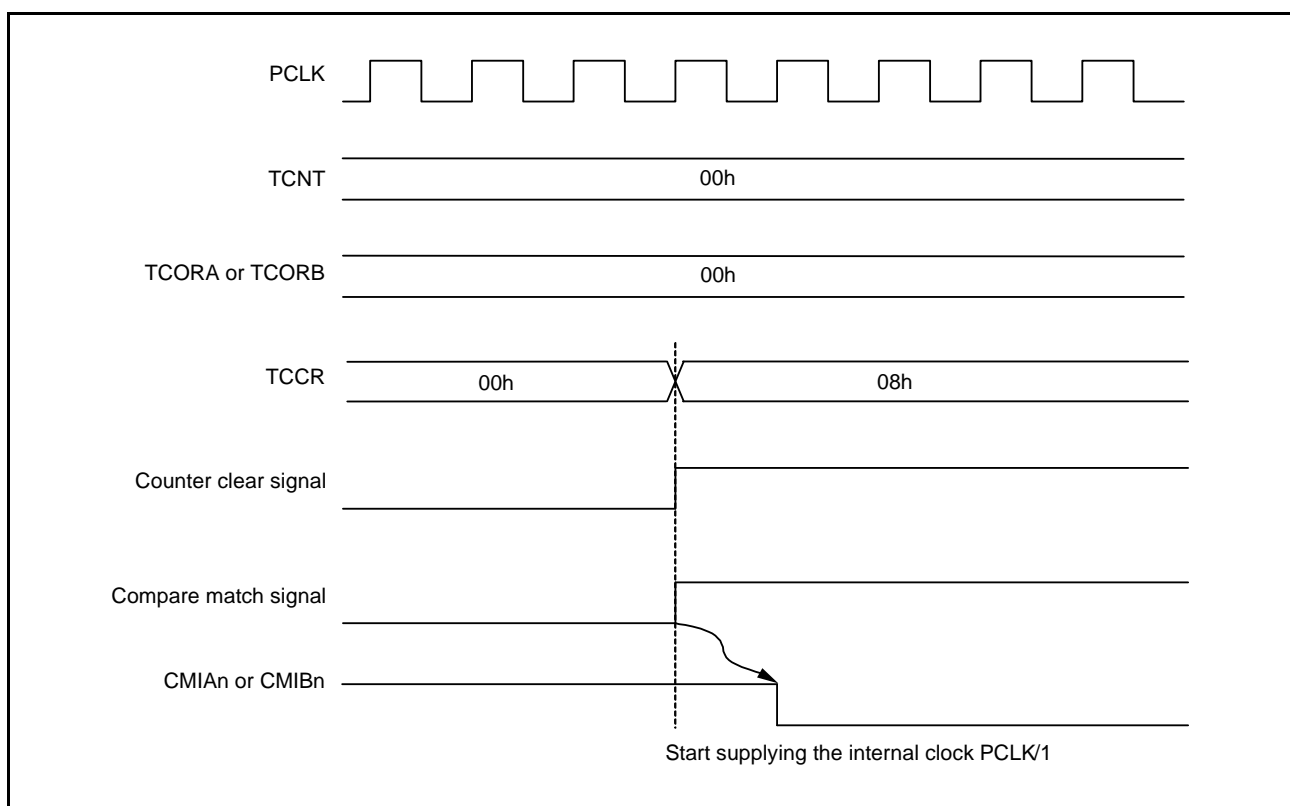 PCLK
TCNT
00h
TCORA or TCORB
00h
TCCR
00h
08h
Counter clear signal
Compare match signal
CMIAn or CMIBn
Start supplying the internal clock PCLK/1